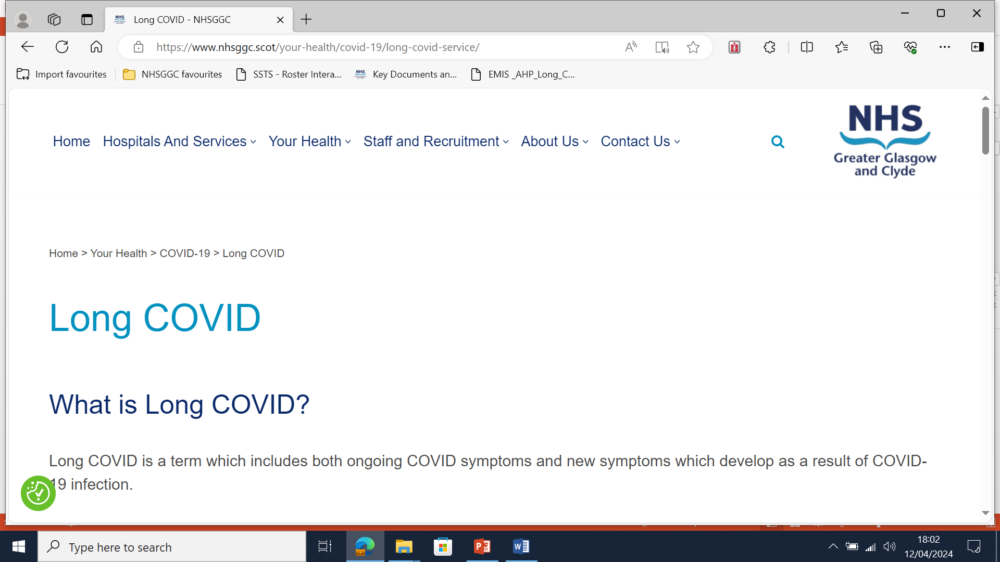 Long COVID - NHSGGC
https://www.nhsggc.scot/your-health/covid-19/long-covid-service/
Import favourites
NHSGGC favourites
SSTS - Roster Intera...
Key Documents an...
EMIS _AHP_Long_C...
Home
Hospitals And Services
Your Health
Staff and Recruitment
About Us
Contact Us
NHS
Greater Glasgow
and Clyde
Home > Your Health > COVID-19 > Long COVID
Long COVID
What is Long COVID?
Long COVID is a term which includes both ongoing COVID symptoms and new symptoms which develop as a result of COVID-
19 infection.
Type here to search
18:02
12/04/2024